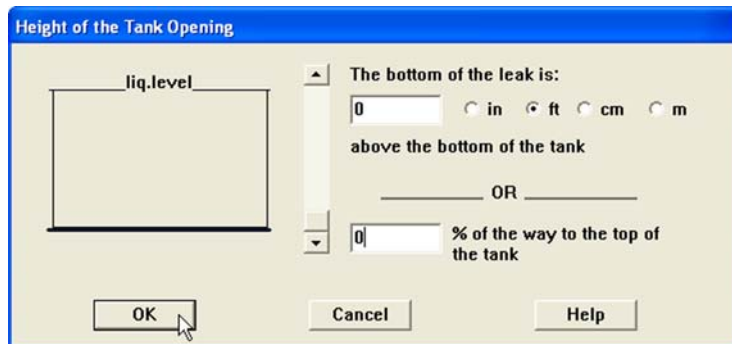 Height of the Tank Opening
liq.level
The bottom of the leak is:
0 in ft cm m
above the bottom of the tank
OR
0 % of the way to the top of
the tank
OK Cancel Help